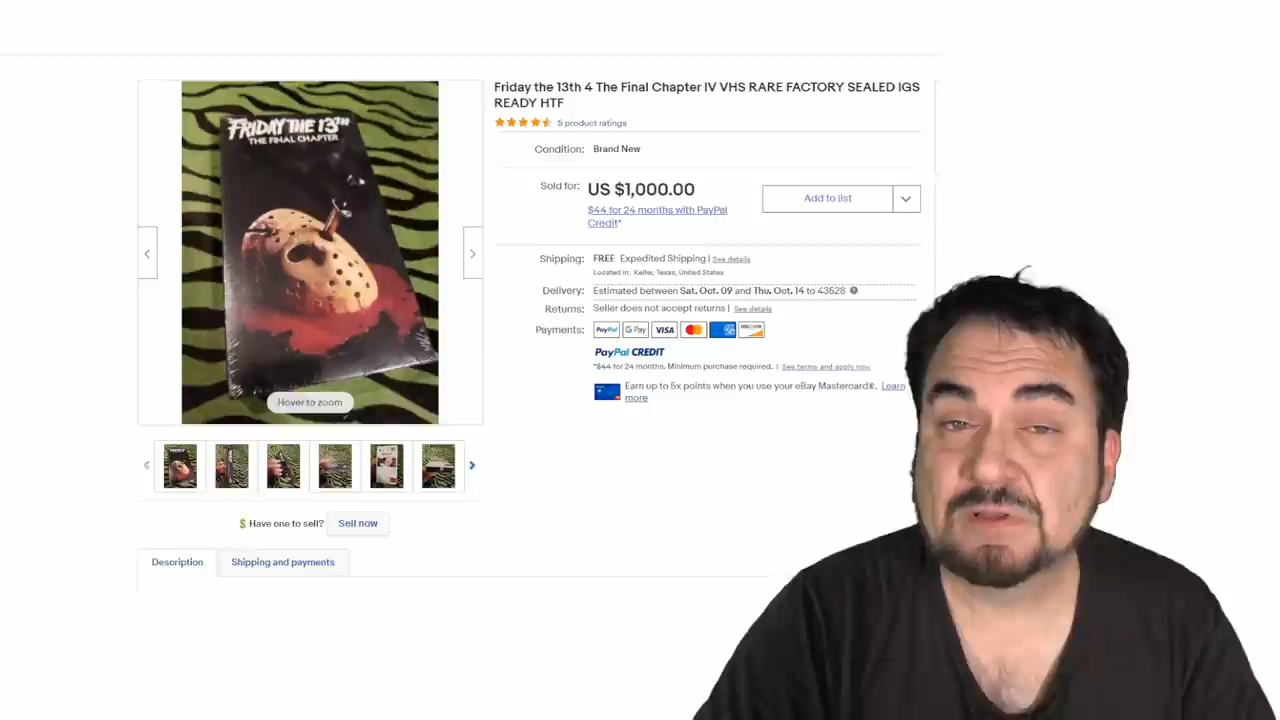 FRIDAY THE 13TH
THE FINAL CHAPTER
Hover to zoom
Friday the 13th 4 The Final Chapter IV VHS RARE FACTORY SEALED IGS
READY HTF
5 product ratings
Condition: Brand New
Sold for: US $1,000.00
$44 for 24 months with PayPal
Credit*
Add to list
Shipping: FREE Expedited Shipping | See details
Located in: Keller, Texas, United States
Delivery: Estimated between Sat. Oct. 09 and Thu. Oct. 14 to 43528
Returns: Seller does not accept returns | See details
Payments: PayPal G Pay VISA DISCOVER
PayPal CREDIT
*$44 for 24 months. Minimum purchase required. | See terms and apply now
Earn up to 5x points when you use your eBay Mastercard®. Learn
more
$ Have one to sell? Sell now
Description
Shipping and payments